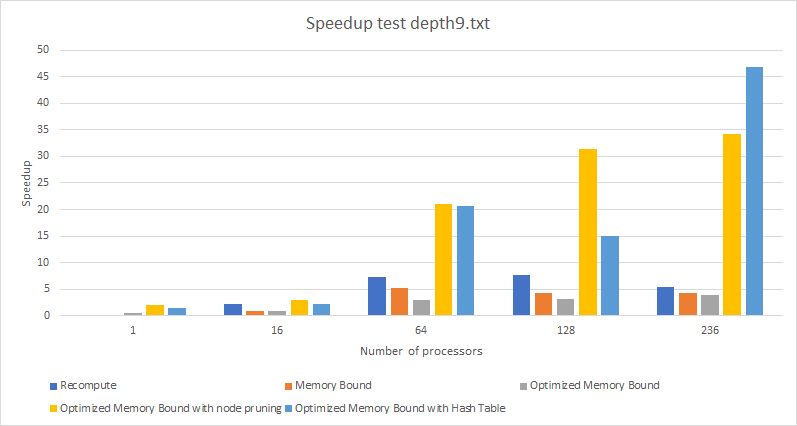 Speedup test depth9.txt
50
45
40
35
30
25
20
15
10
5
0
Speedup
1 16 64 128 236
Number of processors
Recompute Memory Bound Optimized Memory Bound
Optimized Memory Bound with node pruning Optimized Memory Bound with Hash Table